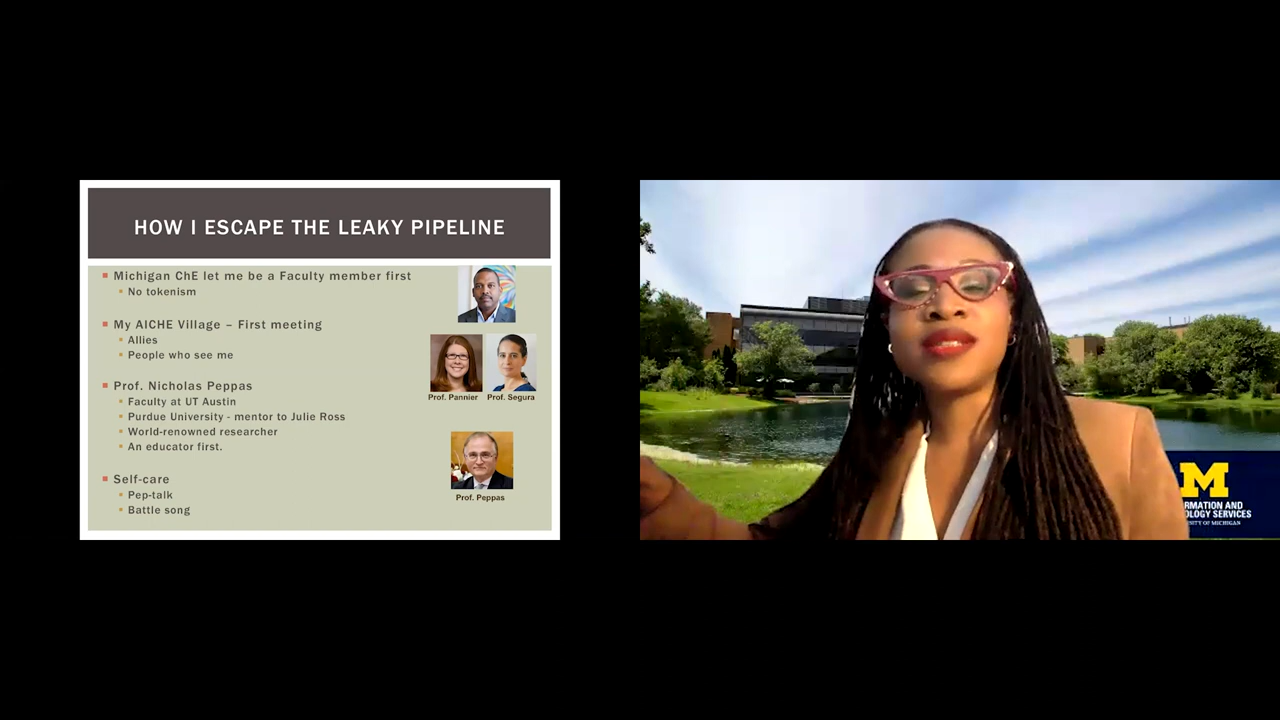 HOW I ESCAPE THE LEAKY PIPELINE
Michigan ChE let me be a Faculty member first
No tokenism
My AICHE Village – First meeting
Allies
People who see me
Prof. Nicholas Peppas
Faculty at UT Austin
Purdue University - mentor to Julie Ross
World-renowned researcher
An educator first.
Self-care
Pep-talk
Battle song
Prof. Pannier
Prof. Segura
Prof. Peppas
M
RMATION AND
OLOGY SERVICES
SITY OF MICHIGAN